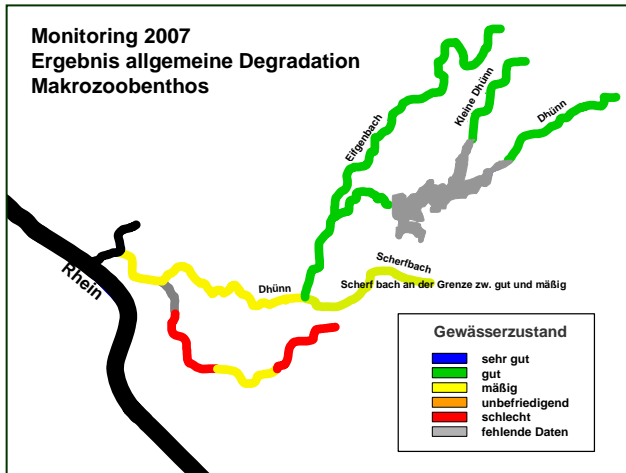 Monitoring 2007
Ergebnis allgemeine Degradation
Makrozoobenthos
Eifgenbach
Kleine Dhünn
Dhünn
Rhein
Dhünn
Scherfbach
Scherf bach an der Grenze zw. gut und mäßig
Gewässerzustand
sehr gut
gut
mäßig
unbefriedigend
schlecht
fehlende Daten